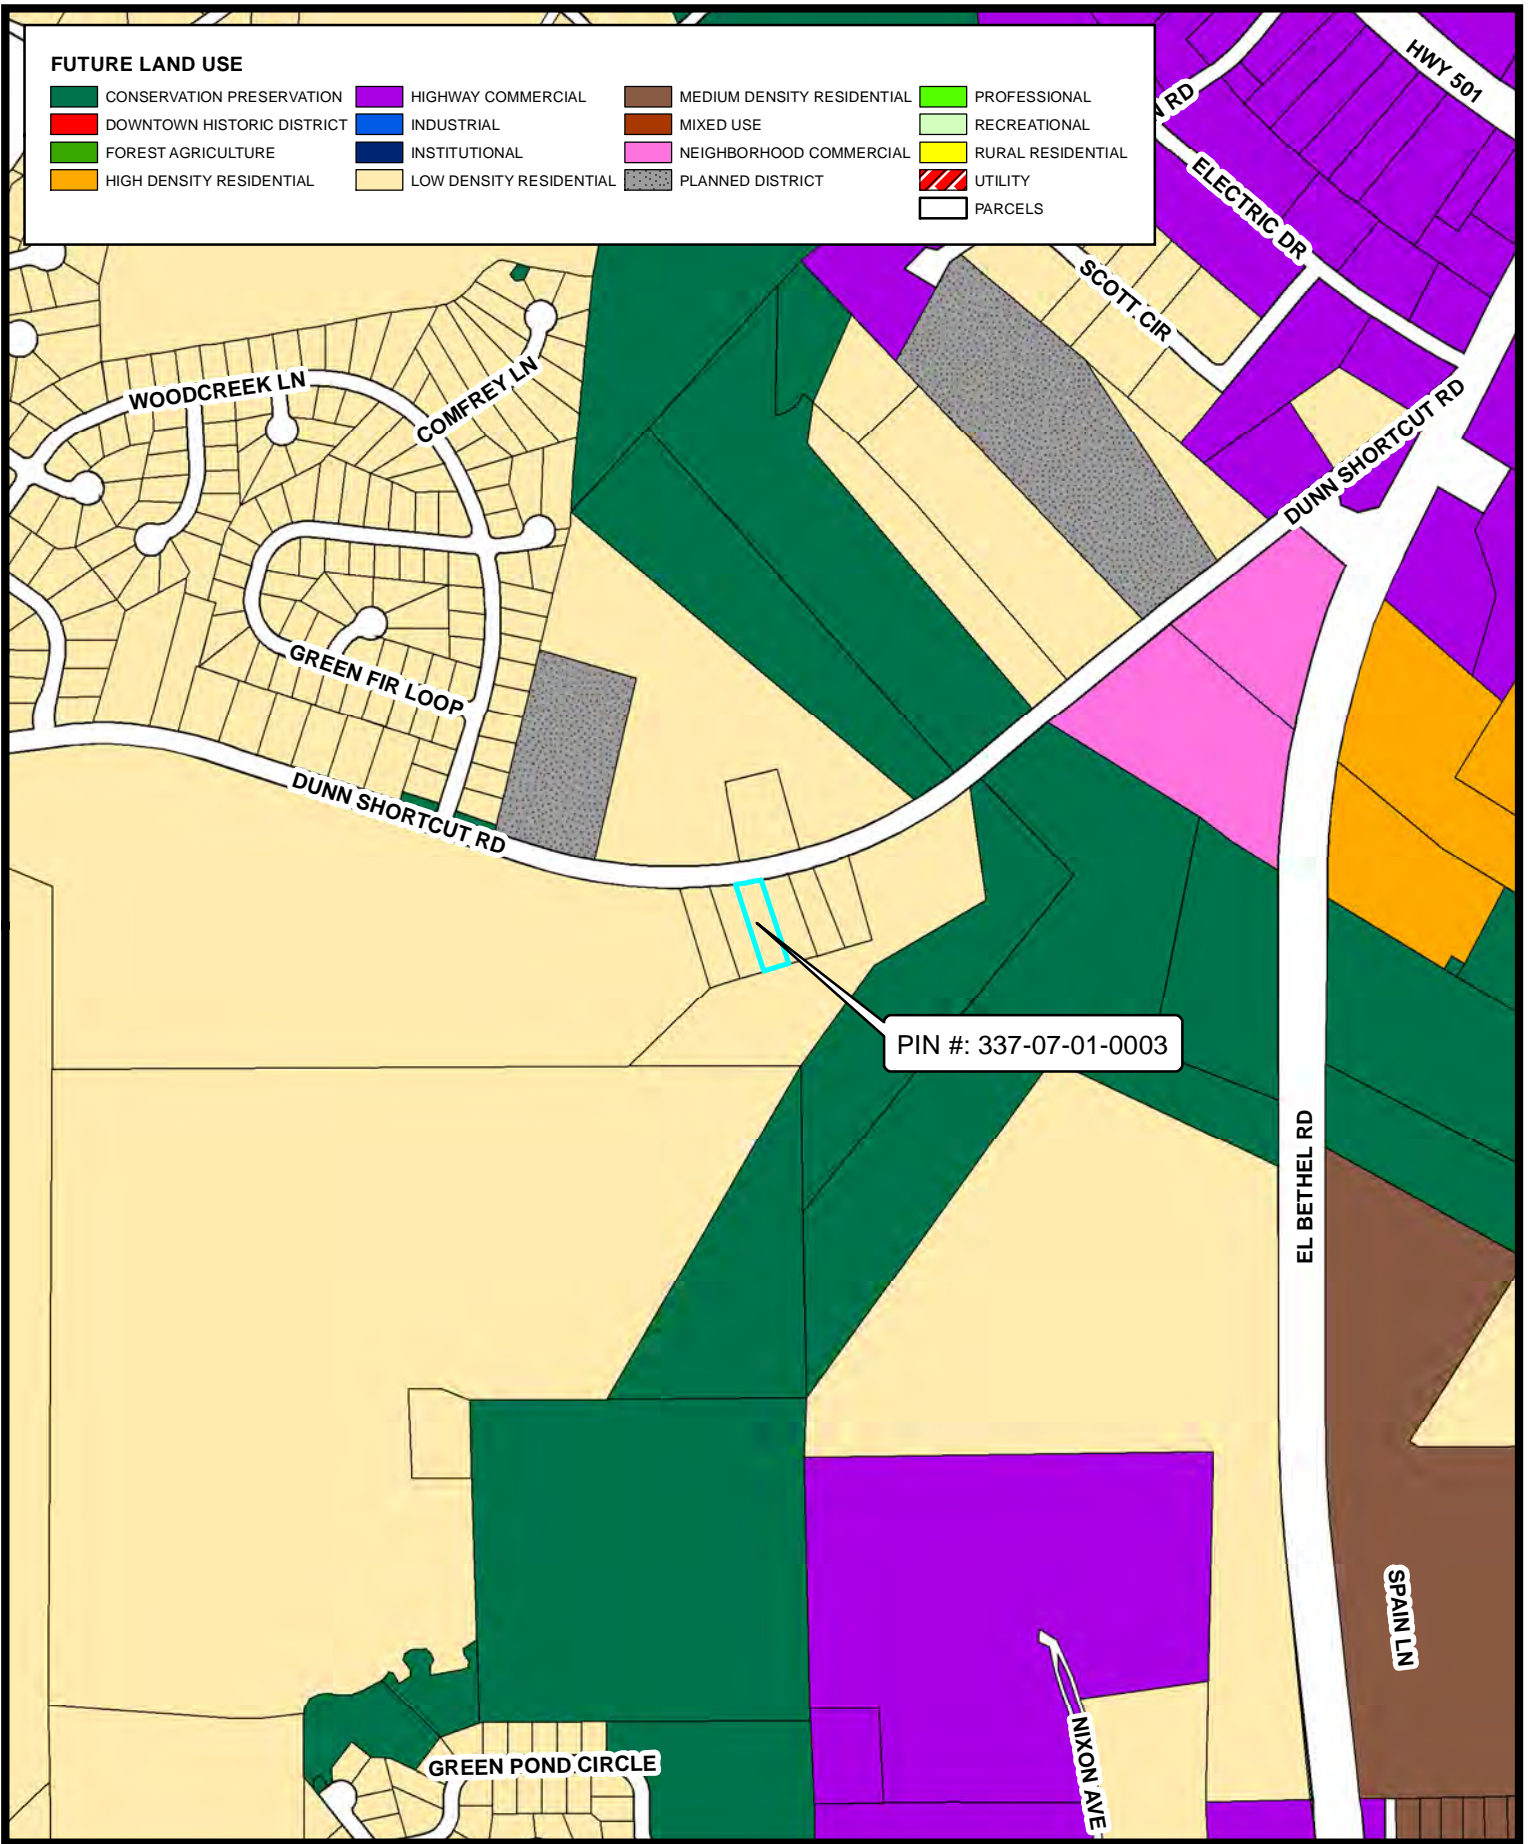 FUTURE LAND USE
CONSERVATION PRESERVATION
DOWNTOWN HISTORIC DISTRICT
FOREST AGRICULTURE
HIGH DENSITY RESIDENTIAL
HIGHWAY COMMERCIAL
INDUSTRIAL
INSTITUTIONAL
LOW DENSITY RESIDENTIAL
MEDIUM DENSITY RESIDENTIAL
MIXED USE
NEIGHBORHOOD COMMERCIAL
PLANNED DISTRICT
PROFESSIONAL
RECREATIONAL
RURAL RESIDENTIAL
UTILITY
PARCELS
HWY 501
RD
ELECTRIC DR
SCOTT CIR
DUNN SHORTCUT RD
WOODCREEK LN
COMFREY LN
GREEN FIR LOOP
DUNN SHORTCUT RD
PIN #: 337-07-01-0003
EL BETHEL RD
SPAIN LN
NIXON AVE
GREEN POND CIRCLE